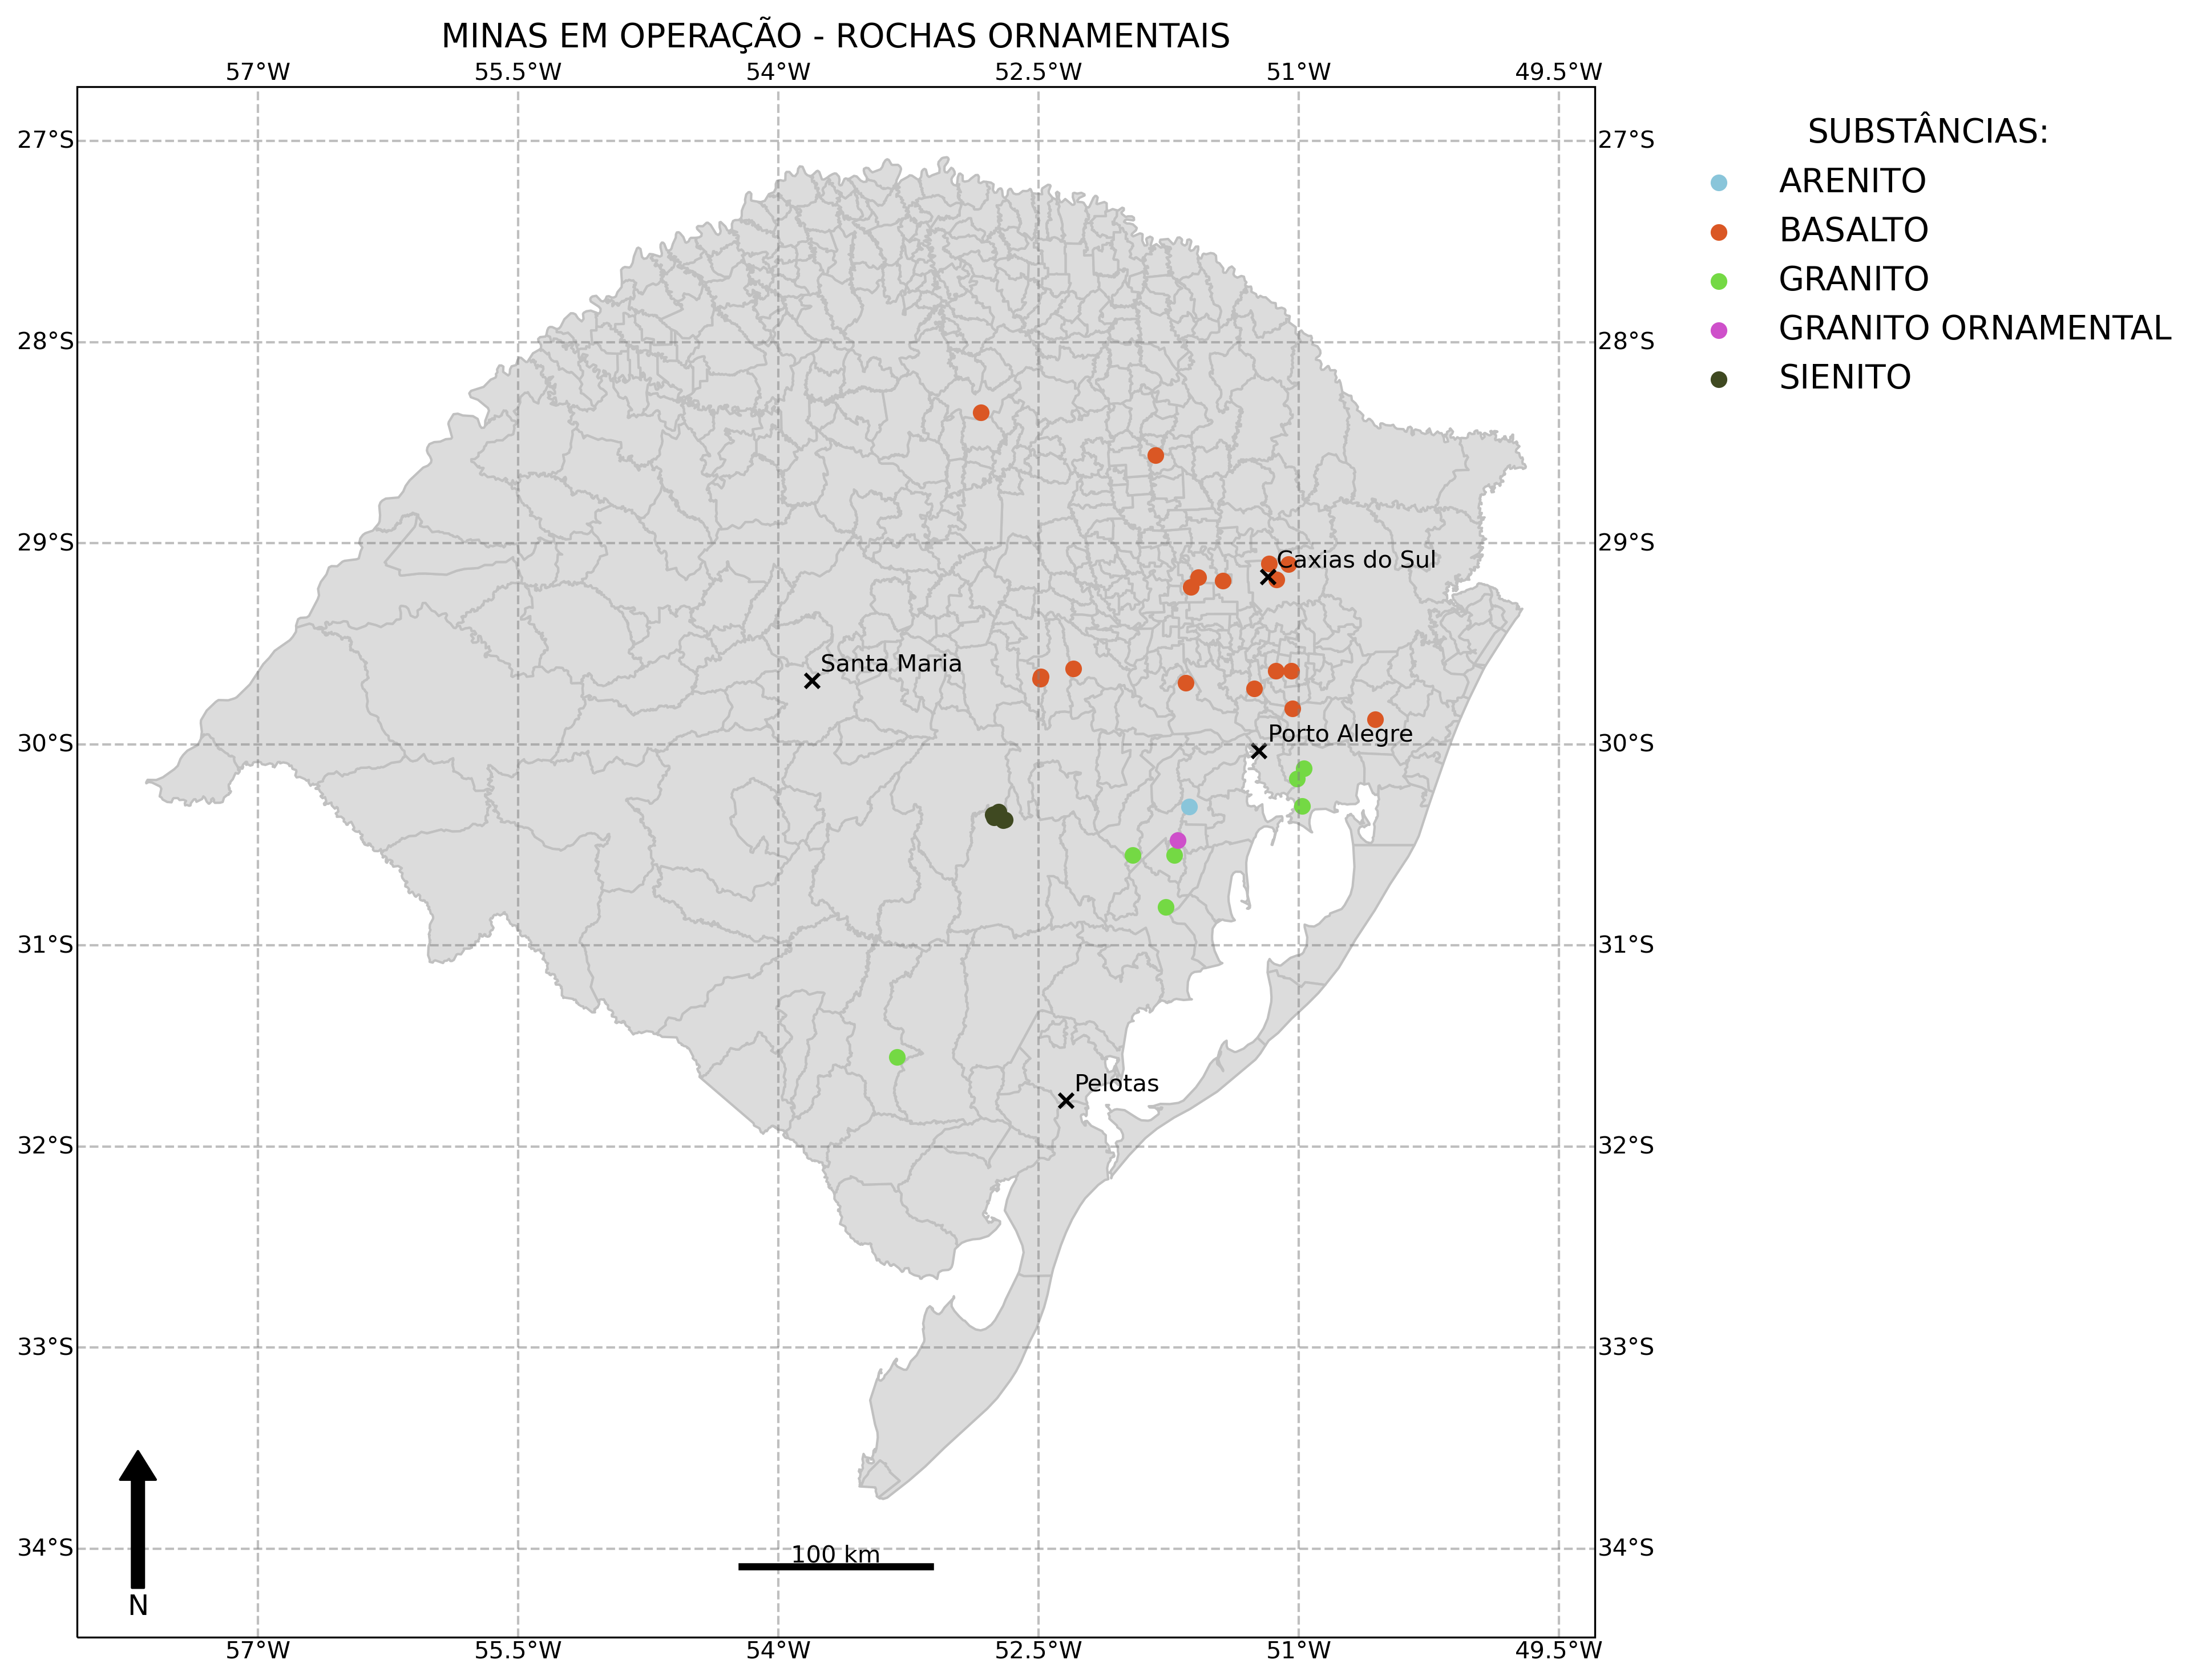 MINAS EM OPERAÇÃO - ROCHAS ORNAMENTAIS
57°W 55.5°W 54°W 52.5°W 51°W 49.5°W
SUBSTÂNCIAS:
ARENITO
BASALTO
GRANITO
GRANITO ORNAMENTAL
SIENITO
27°S 27°S
28°S 28°S
29°S 29°S
Caxias do Sul
Santa Maria
Porto Alegre
30°S 30°S
31°S 31°S
Pelotas
32°S 32°S
33°S 33°S
34°S 34°S
100 km
N
57°W 55.5°W 54°W 52.5°W 51°W 49.5°W